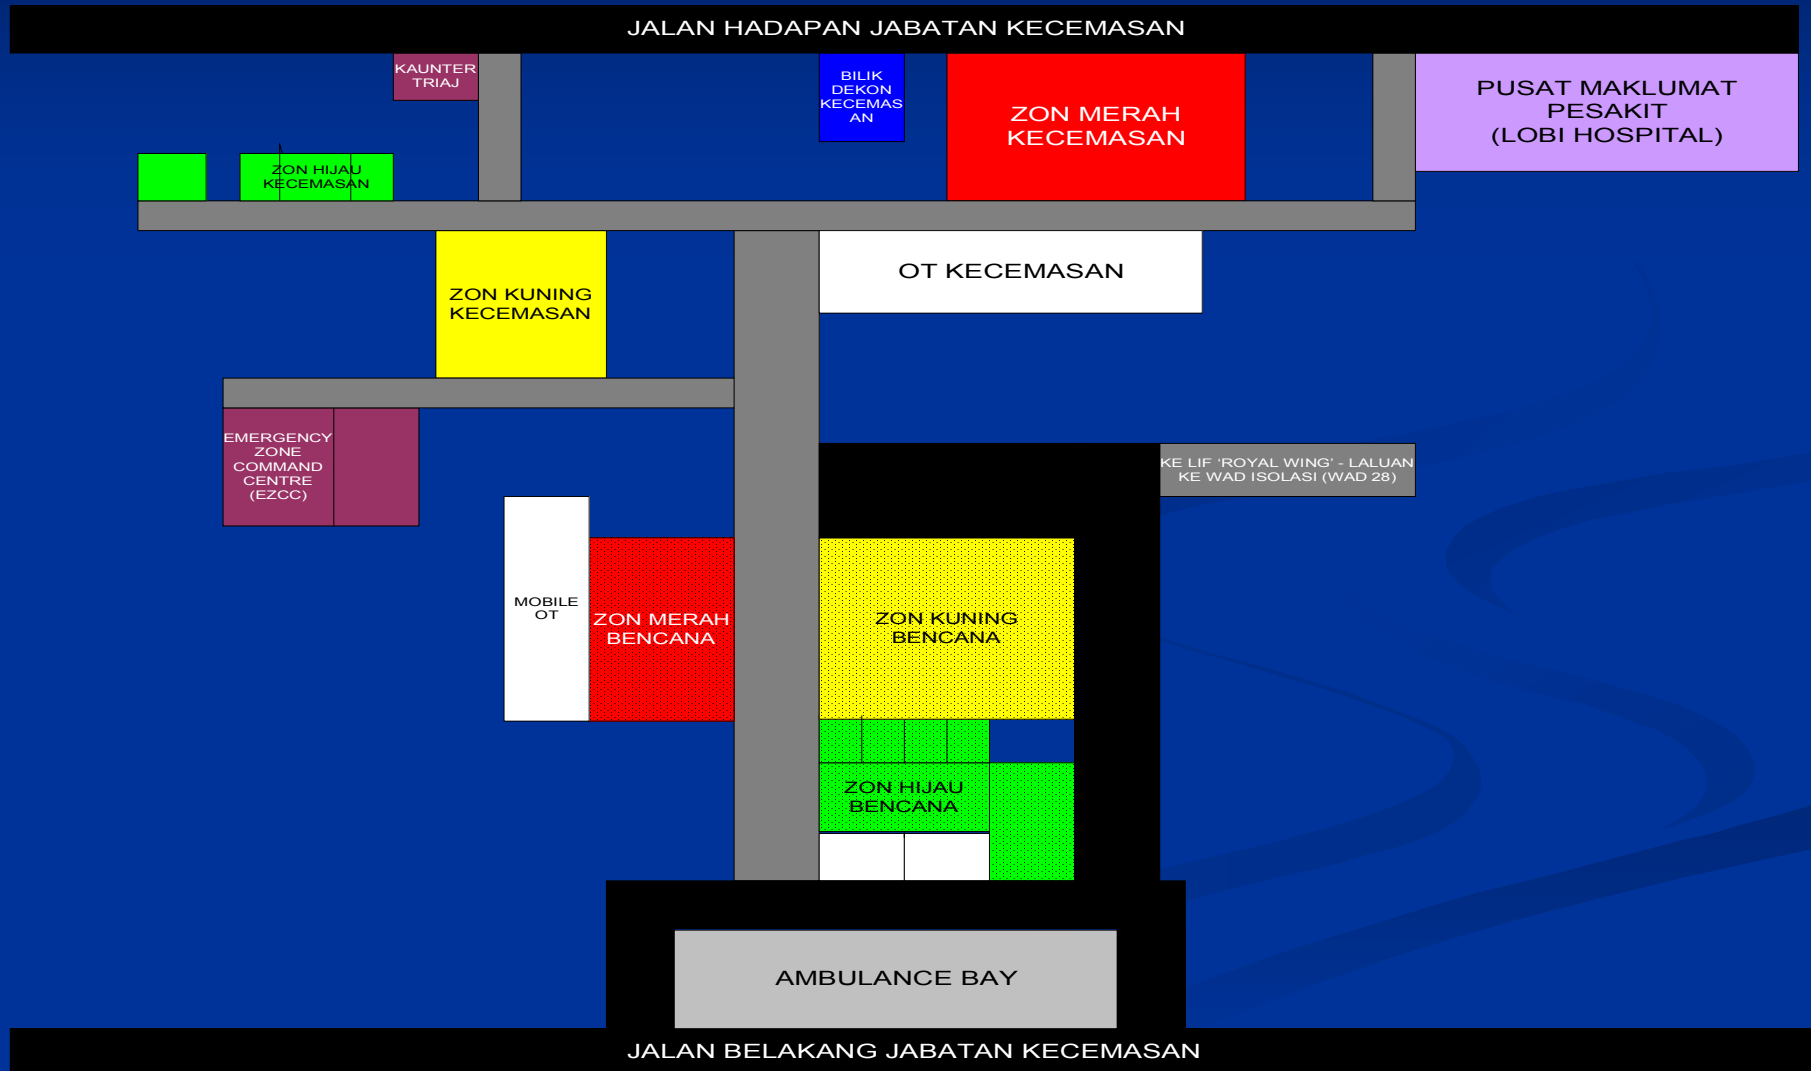 JALAN HADAPAN JABATAN KECEMASAN
KAUNTER
TRIAJ
BILIK
DEKON
KECEMAS
AN
ZON MERAH
KECEMASAN
PUSAT MAKLUMAT
PESAKIT
(LOBI HOSPITAL)
ZON HIJAU
KECEMASAN
OT KECEMASAN
ZON KUNING
KECEMASAN
EMERGENCY
ZONE
COMMAND
CENTRE
(EZCC)
KE LIF ‘ROYAL WING’ - LALUAN
KE WAD ISOLASI (WAD 28)
MOBILE
OT
ZON MERAH
BENCANA
ZON KUNING
BENCANA
ZON HIJAU
BENCANA
AMBULANCE BAY
JALAN BELAKANG JABATAN KECEMASAN